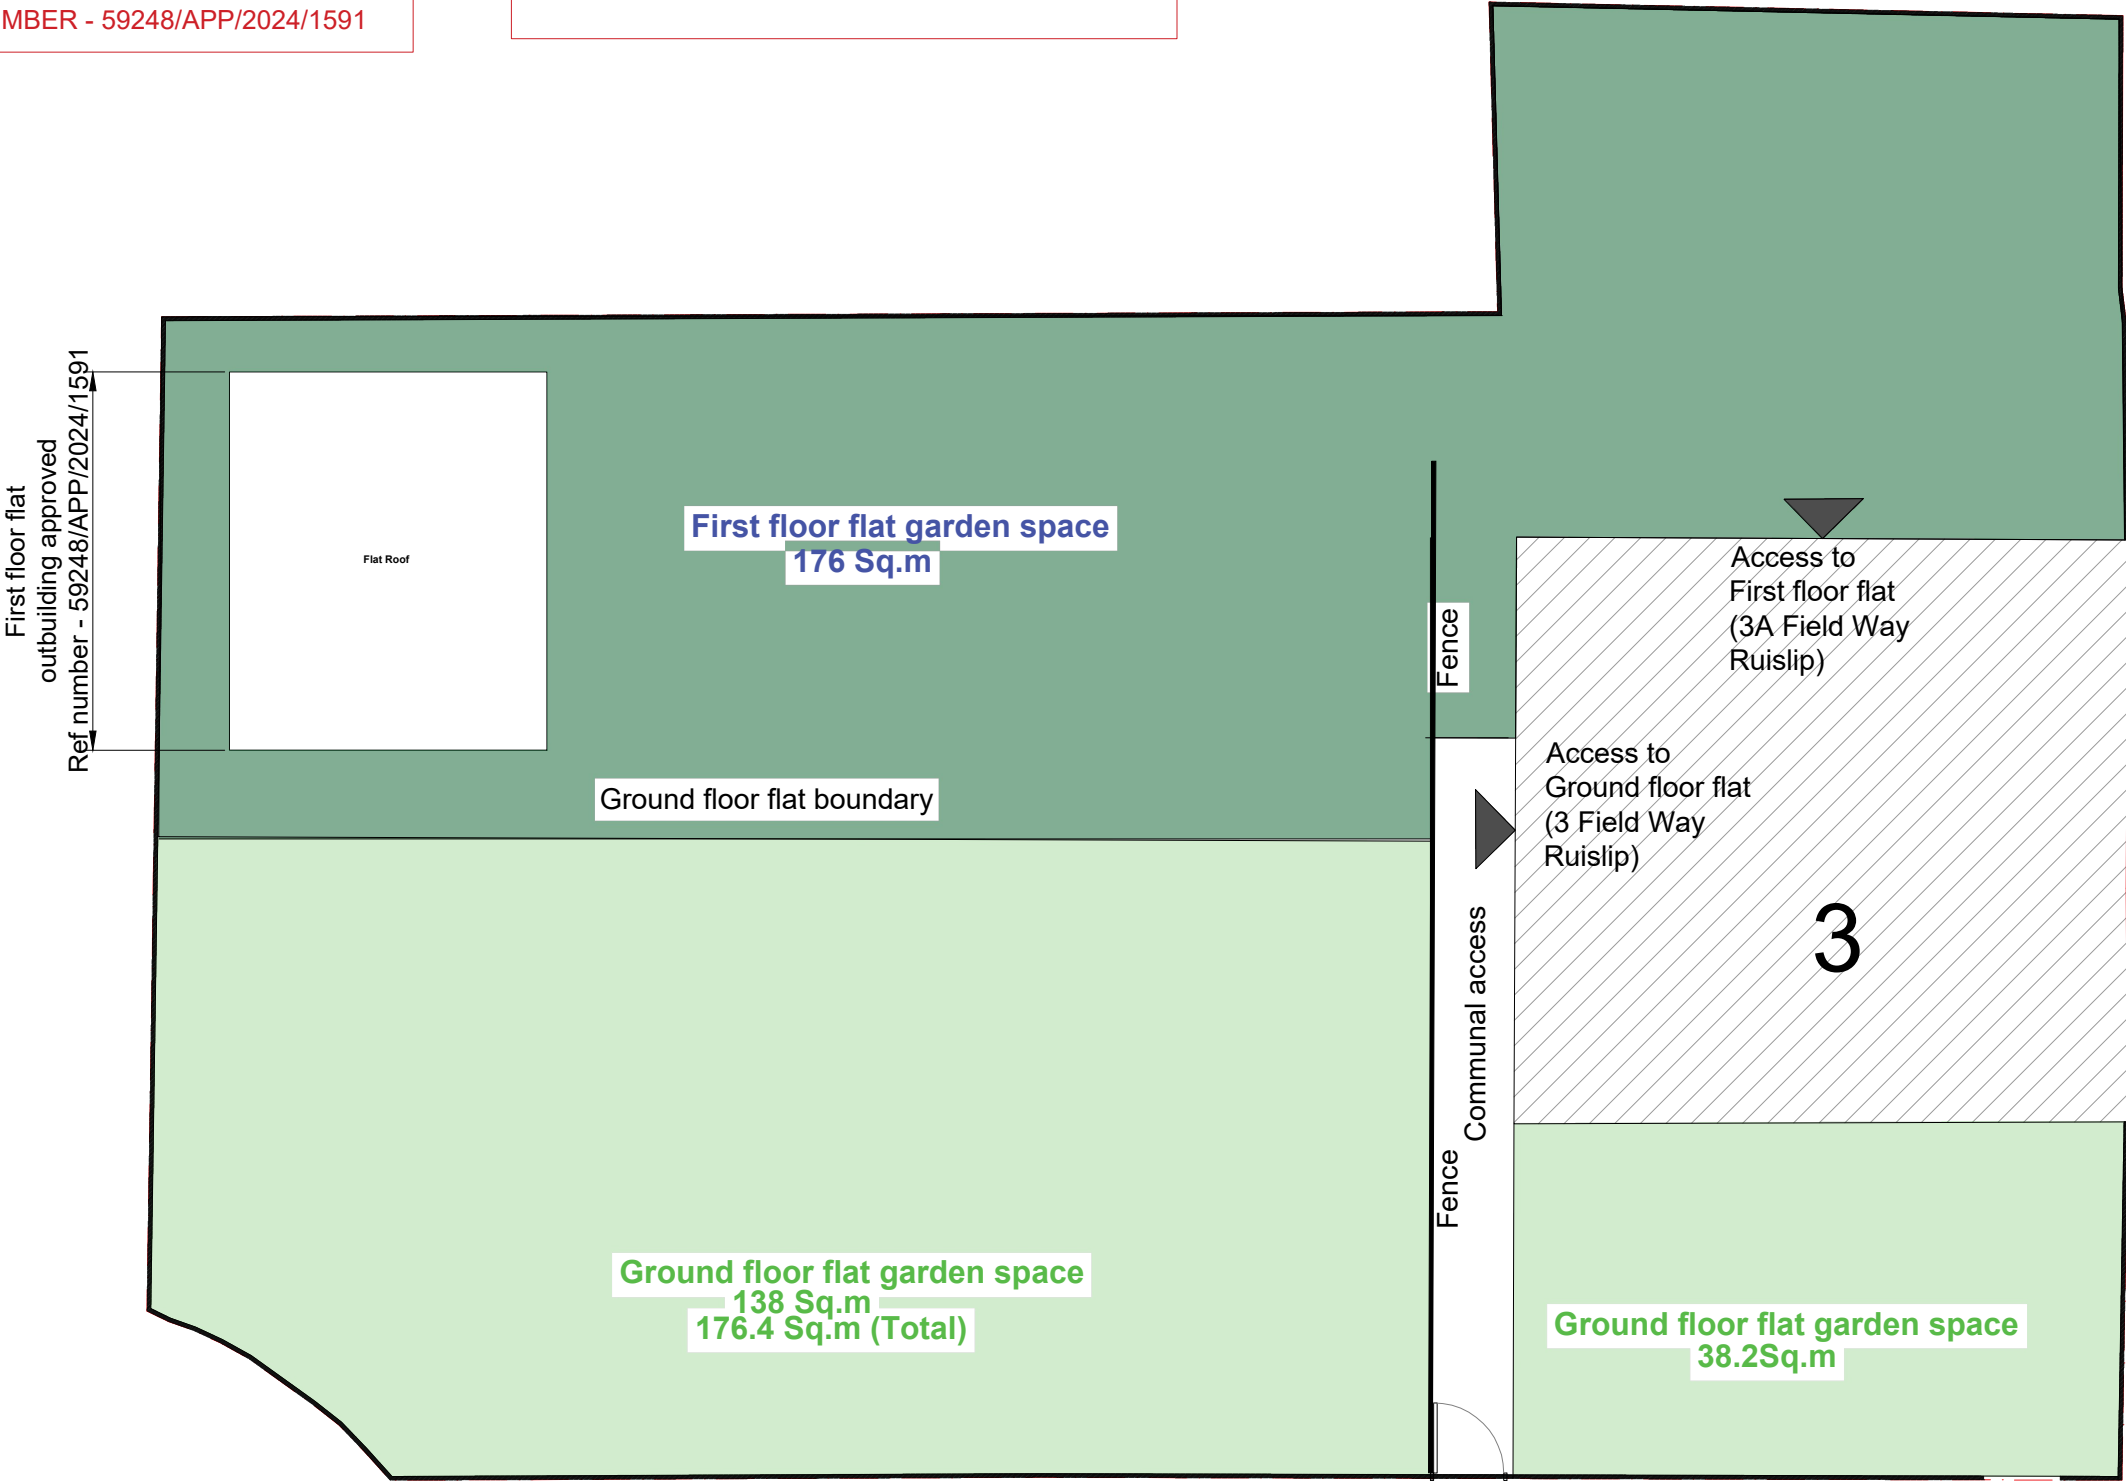 MBER - 59248/APP/2024/1591
First floor flat
outbuilding approved
Ref number - 59248/APP/2024/1591
Flat Roof
First floor flat garden space
176 Sq.m
Fence
Access to
First floor flat
(3A Field Way
Ruislip)
Ground floor flat boundary
Access to
Ground floor flat
(3 Field Way
Ruislip)
3
Communal access
Fence
Ground floor flat garden space
138 Sq.m
176.4 Sq.m (Total)
Ground floor flat garden space
38.2Sq.m